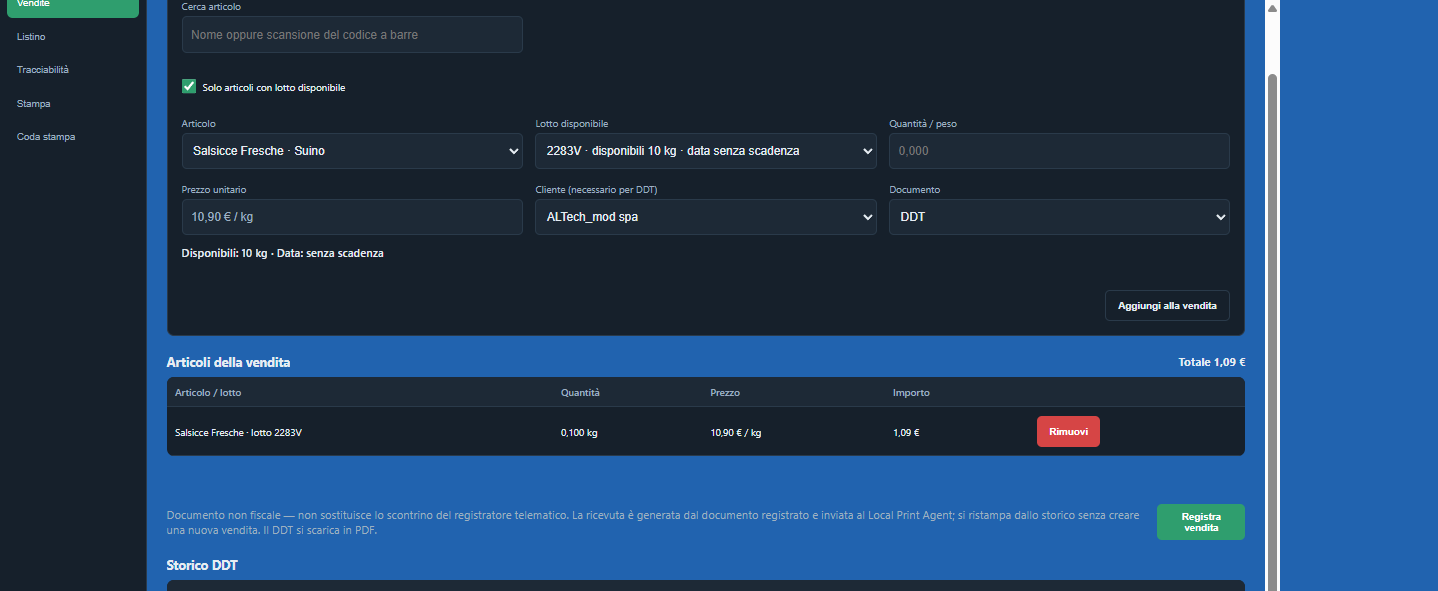 Vendite
Listino
Tracciabilità
Stampa
Coda stampa
Cerca articolo
Nome oppure scansione del codice a barre
Solo articoli con lotto disponibile
Articolo
Lotto disponibile
Quantità / peso
Salsicce Fresche · Suino
2283V · disponibili 10 kg · data senza scadenza
0,000
Prezzo unitario
Cliente (necessario per DDT)
Documento
10,90 € / kg
ALTech_mod spa
DDT
Disponibili: 10 kg · Data: senza scadenza
Aggiungi alla vendita
Articoli della vendita
Totale 1,09 €
Articolo / lotto
Quantità
Prezzo
Importo
Salsicce Fresche · lotto 2283V
0,100 kg
10,90 € / kg
1,09 €
Rimuovi
Documento non fiscale — non sostituisce lo scontrino del registratore telematico. La ricevuta è generata dal documento registrato e inviata al Local Print Agent; si ristampa dallo storico senza creare
una nuova vendita. Il DDT si scarica in PDF.
Registra
vendita
Storico DDT